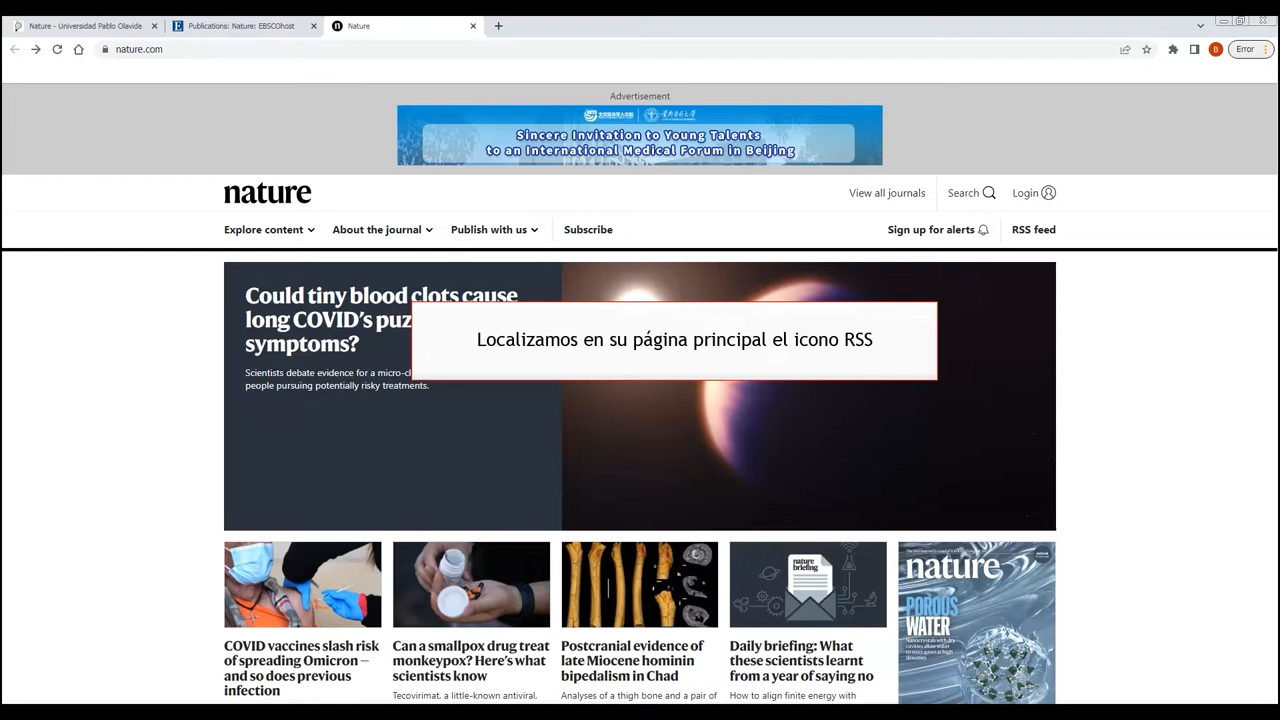 Nature - Universidad Pablo Olavide
Publications: Nature: EBSCOhost
Nature
nature.com
B
Error
Advertisement
Sincere Invitation to Young Talents
to an International Medical Forum in Beijing
nature
View all journals
Search
Login
Explore content
About the journal
Publish with us
Subscribe
Sign up for alerts
RSS feed
Could tiny blood clots cause
long COVID's puz
symptoms?
Scientists debate evidence for a micro-cl
people pursuing potentially risky treatments.
Localizamos en su página principal el icono RSS
COVID vaccines slash risk
of spreading Omicron —
and so does previous
infection
Can a smallpox drug treat
monkeypox? Here's what
scientists know
Tecovirimat, a little-known antiviral,
Postcranial evidence of
late Miocene hominin
bipedalism in Chad
Analyses of a thigh bone and a pair of
nature
briefing
Daily briefing: What
these scientists learnt
from a year of saying no
How to align finite energy with
nature
POROUS
WATER